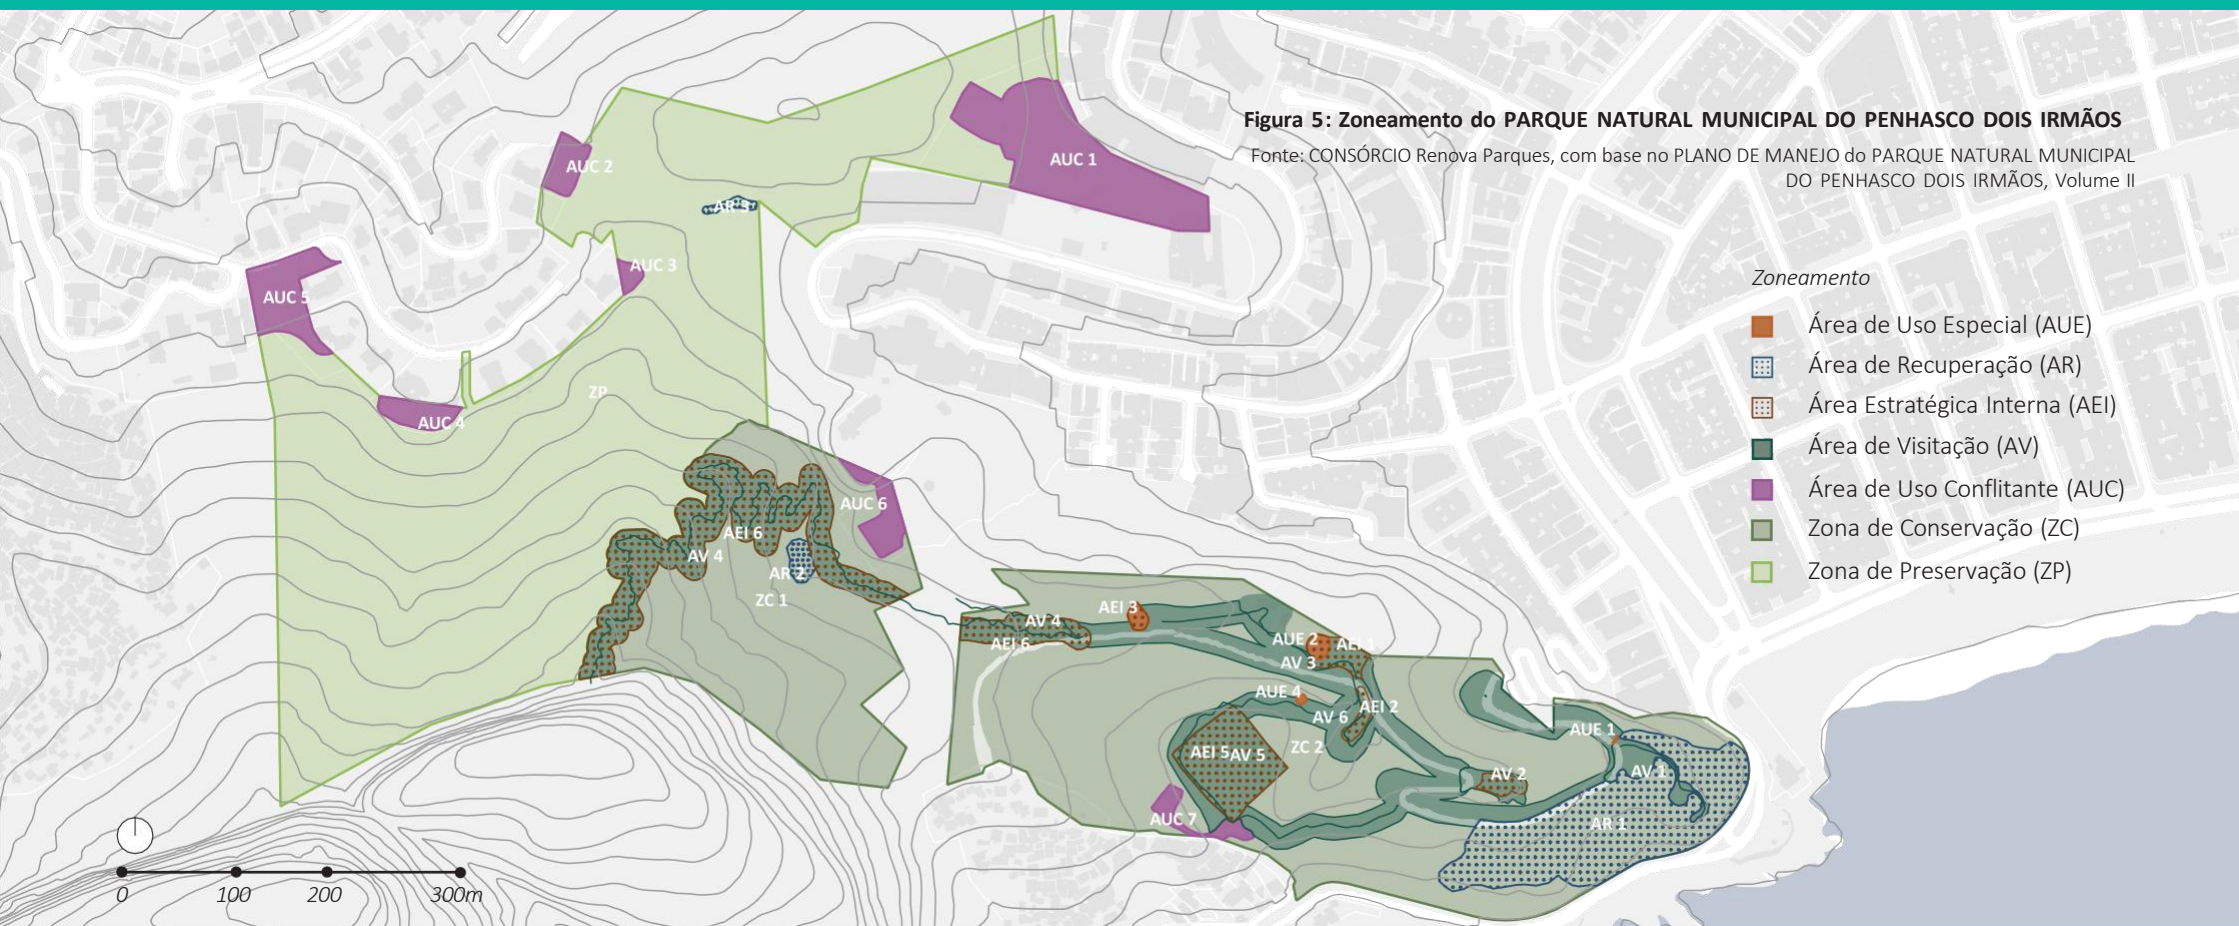 Figura 5: Zoneamento do PARQUE NATURAL MUNICIPAL DO PENHASCO DOIS IRMÃOS
Fonte: CONSÓRCIO Renova Parques, com base no PLANO DE MANEJO do PARQUE NATURAL MUNICIPAL
DO PENHASCO DOIS IRMÃOS, Volume II
AUC 1
AUC 2
AR 3
AUC 3
AUC 5
ZP
AUC 4
Zoneamento
Área de Uso Especial (AUE)
Área de Recuperação (AR)
Área Estratégica Interna (AEI)
Área de Visitação (AV)
Área de Uso Conflitante (AUC)
Zona de Conservação (ZC)
Zona de Preservação (ZP)
AUC 6
AEI 6
AV 4
AR 2
ZC 1
AEI 3
AV 4
AEI 6
AUE 2
AEI 1
AV 3
AUE 4
AEI 2
AV 6
AUE 1
ZC 2
AEI 5
AV 5
AV 2
AV 1
AUC 7
AR 1
0
100
200
300m